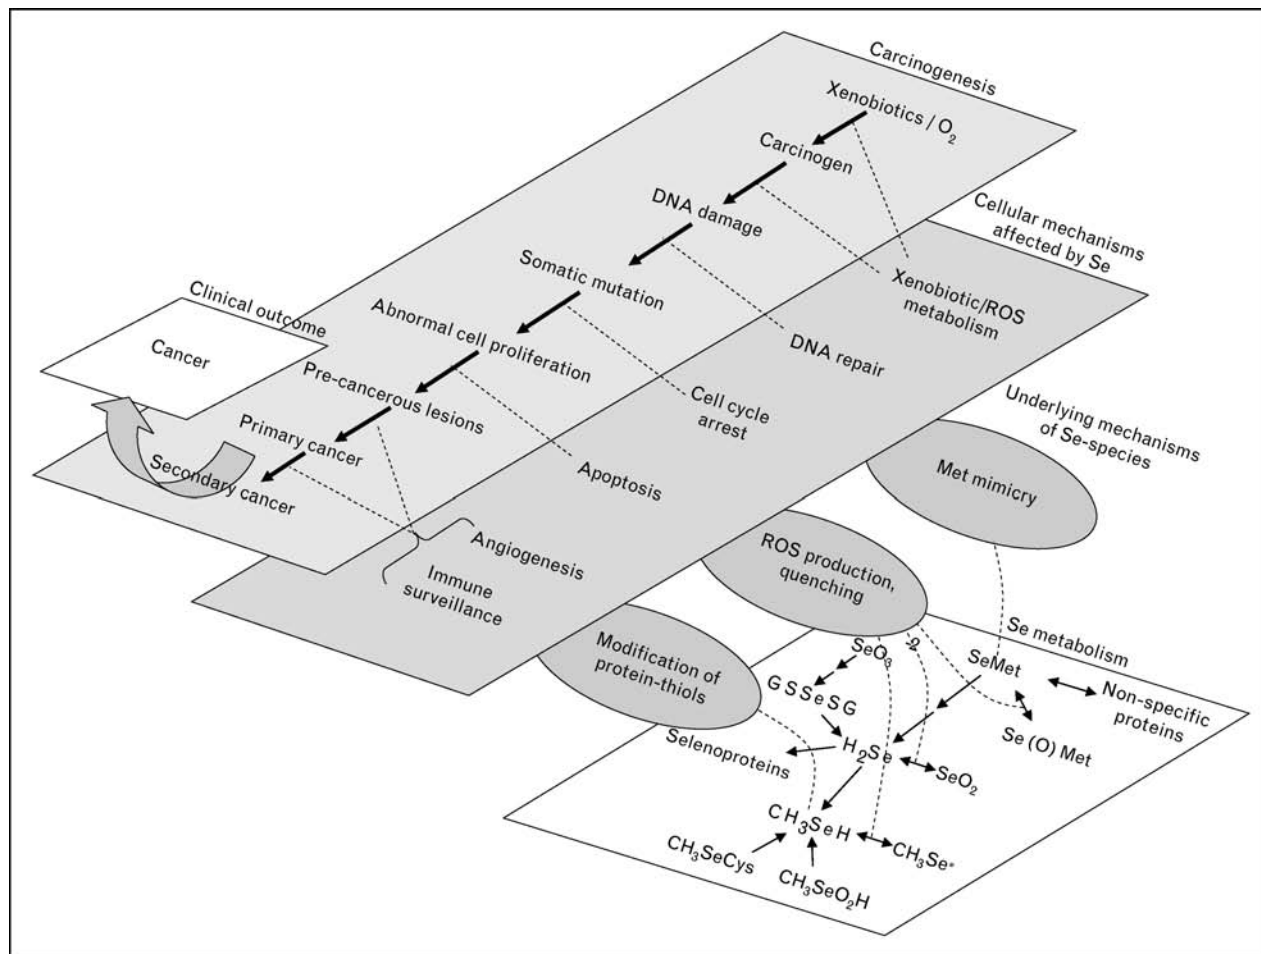 Carcinogenesis
Xenobiotics / O2
Carcinogen
DNA damage
Somatic mutation
Abnormal cell proliferation
Pre-cancerous lesions
Primary cancer
Secondary cancer
Clinical outcome
Cancer
Cellular mechanisms
affected by Se
Xenobiotic/ROS
metabolism
DNA repair
Cell cycle
arrest
Apoptosis
Angiogenesis
Immune
surveillance
Underlying mechanisms
of Se-species
Met mimicry
ROS production,
quenching
Modification of
protein-thiols
Se metabolism
SeO3 2-
GSSeSG
H2Se
Selenoproteins
SeO2
SeMet
Non-specific
proteins
Se (O) Met
CH3SeH
CH3Se•
CH3SeCys
CH3SeO2H